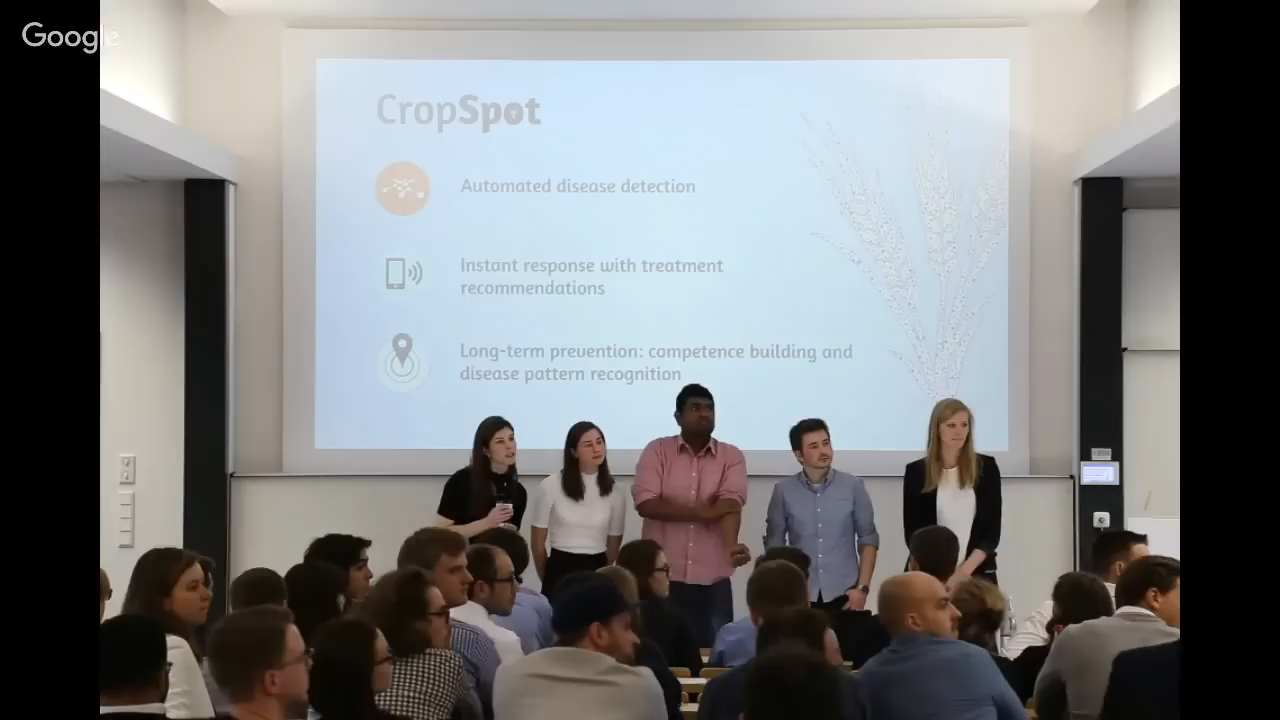 Google
CropSpot
Automated disease detection
Instant response with treatment
recommendations
Long-term prevention: competence building and
disease pattern recognition